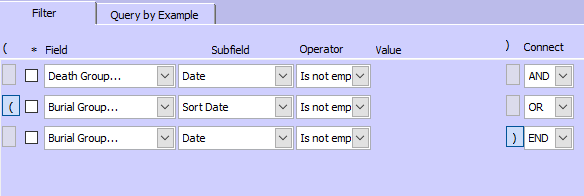 Filter Query by Example
( * Field Subfield Operator Value ) Connect
Death Group... Date Is not emp AND
( Burial Group... Sort Date Is not emp OR
Burial Group... Date Is not emp ) END